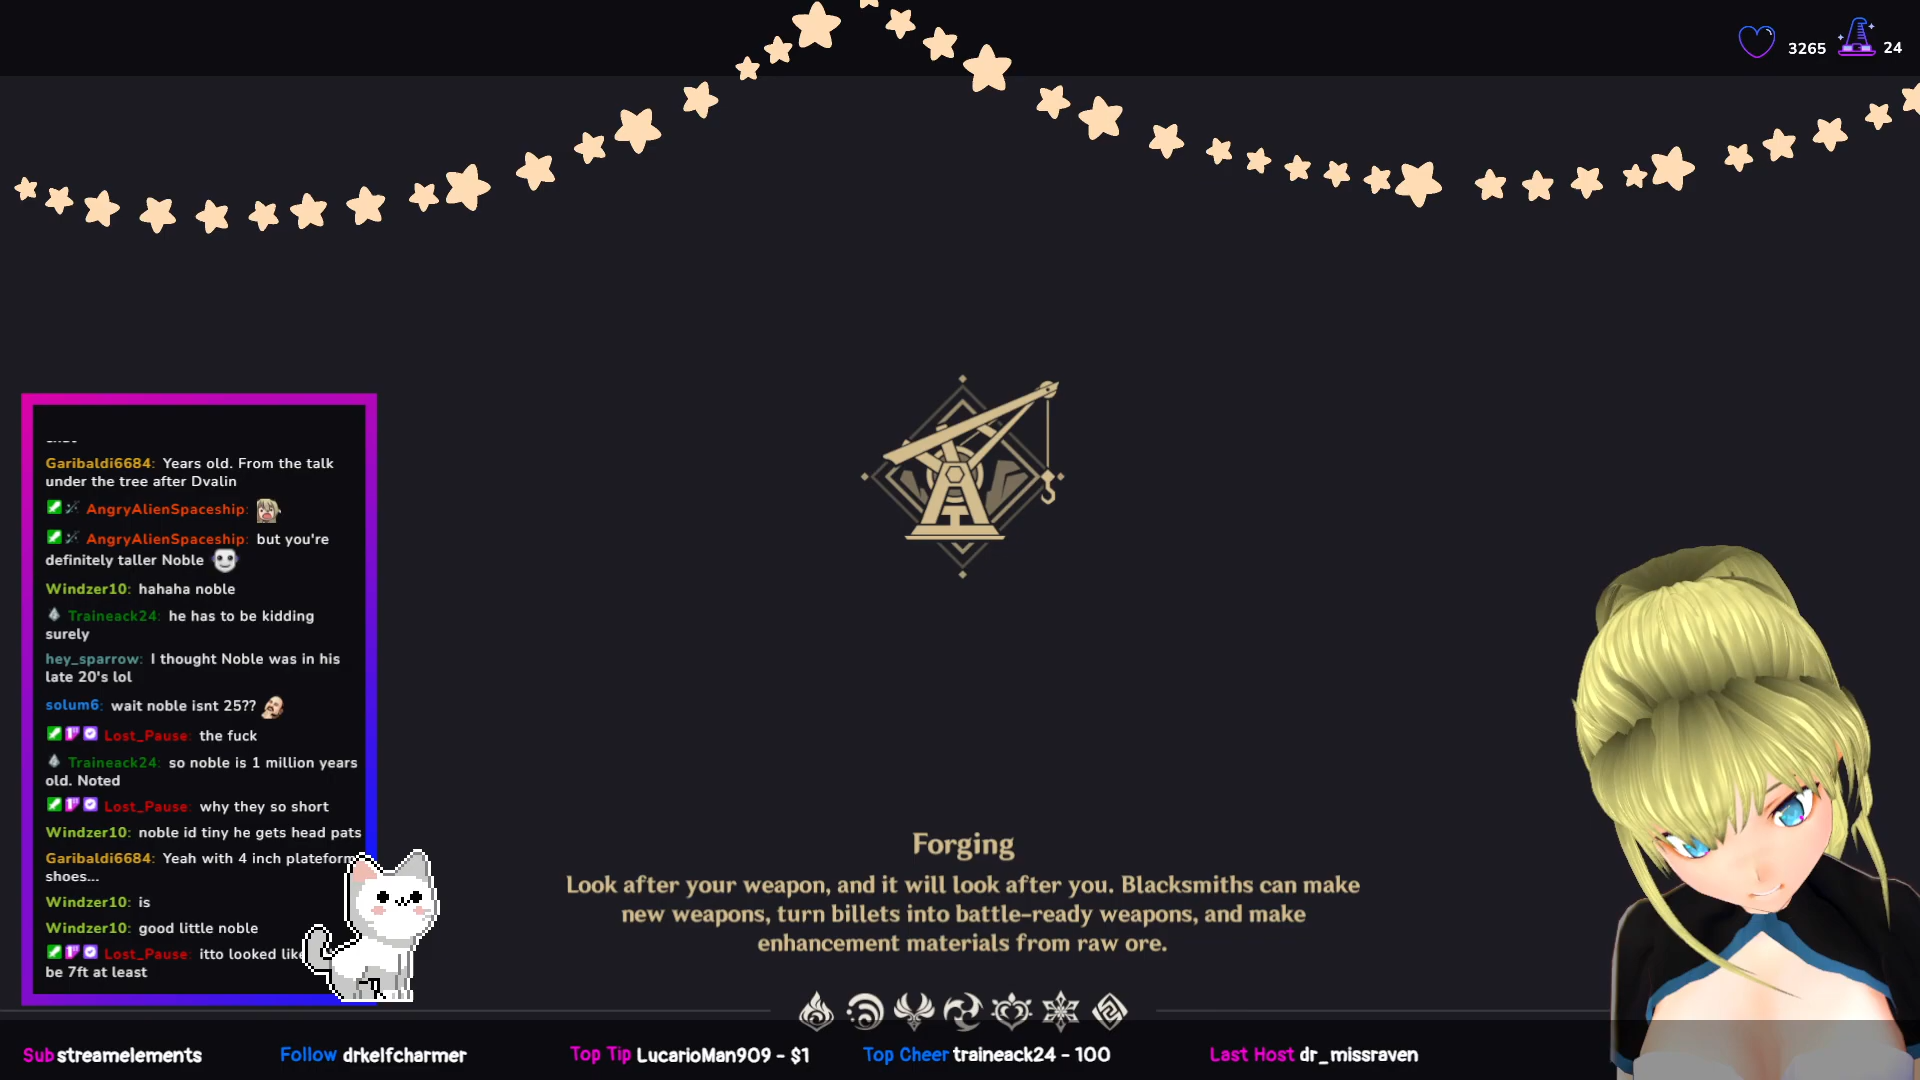 3265
24
Garibaldi6684: Years old. From the talk
under the tree after Dvalin
AngryAlienSpaceship:
AngryAlienSpaceship: but you're
definitely taller Noble
Windzer10: hahaha noble
Traineack24: he has to be kidding
surely
hey_sparrow: I thought Noble was in his
late 20's lol
solum6: wait noble isnt 25??
Lost_Pause: the fuck
Traineack24: so noble is 1 million years
old. Noted
Lost_Pause: why they so short
Windzer10: noble id tiny he gets head pats
Garibaldi6684: Yeah with 4 inch plateform
shoes...
Windzer10: is
Windzer10: good little noble
Lost_Pause: itto looked like
be 7ft at least
Forging
Look after your weapon, and it will look after you. Blacksmiths can make
new weapons, turn billets into battle-ready weapons, and make
enhancement materials from raw ore.
Sub streamelements
Follow drkelfcharmer
Top Tip LucarioMan909 - $1
Top Cheer traineack24 - 100
Last Host dr_missraven